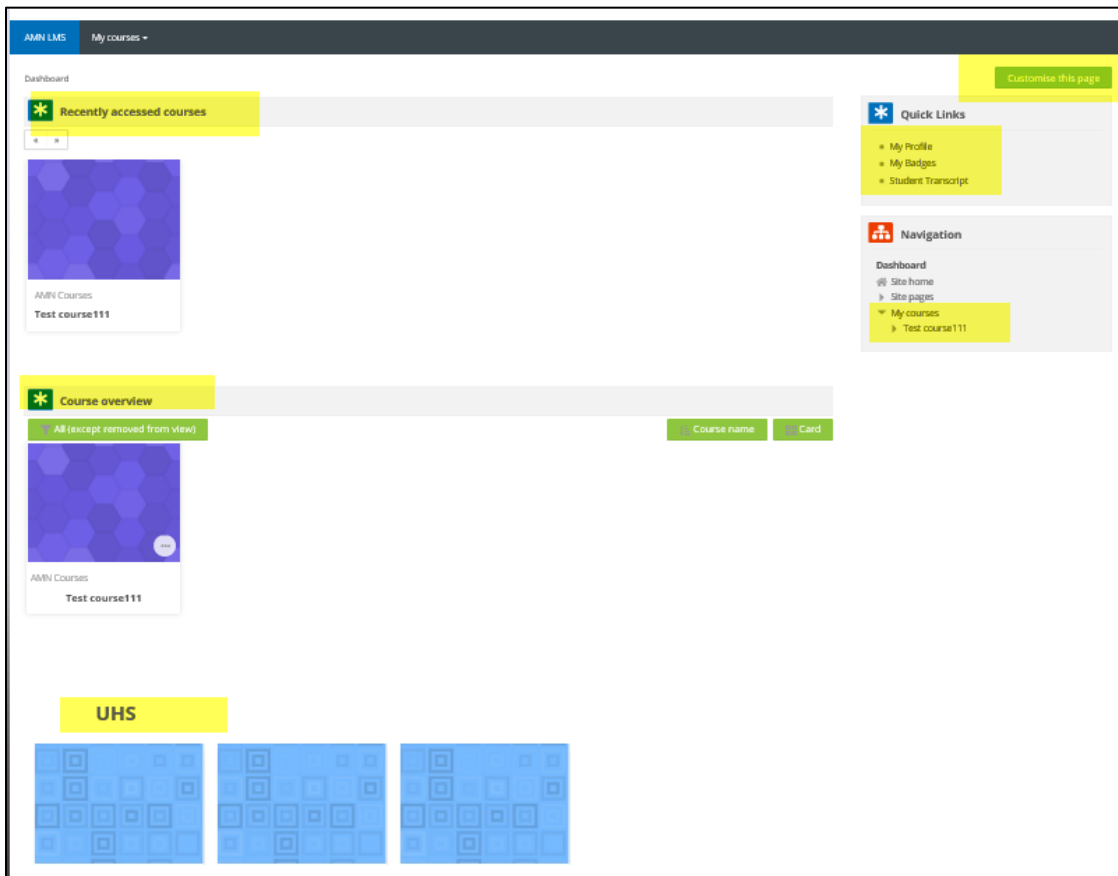 AMN LMS My courses
Dashboard
Customise this page
Recently accessed courses
« »
AMN Courses
Test course111
Quick Links
My Profile
My Badges
Student Transcript
Navigation
Dashboard
Site home
Site pages
My courses
Test course111
Course overview
All (except removed from view) Course name Card
AMN Courses
Test course111
UHS